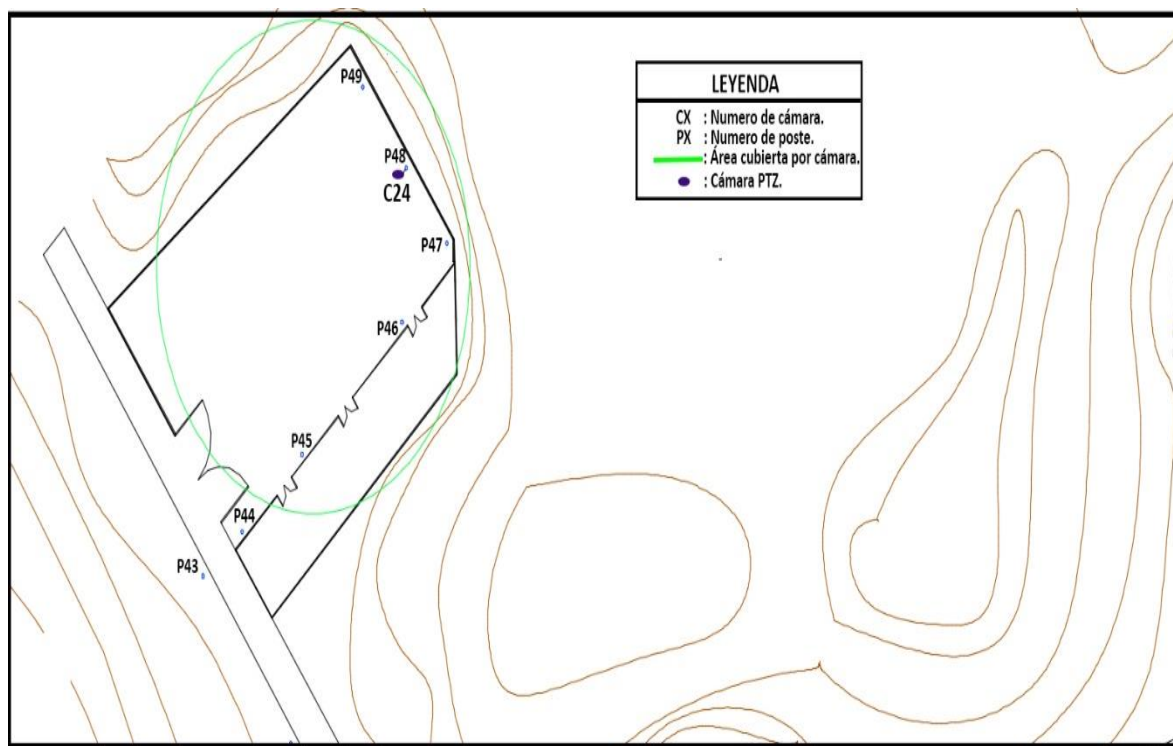 P49
P48
C24
P47
P46
P45
P44
P43
LEYENDA
CX : Numero de cámara.
PX : Numero de poste.
: Área cubierta por cámara.
: Cámara PTZ.